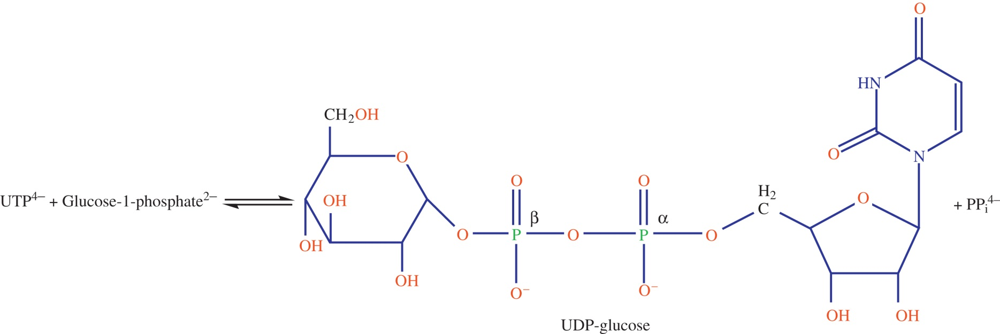 O
HN
CH₂OH
O
O
N
O
O
H₂
C
O
UTP⁴⁻ + Glucose-1-phosphate²⁻
OH
β
α
+ PPᵢ⁴⁻
O
P
O
P
O
OH
OH
O⁻
O⁻
OH
OH
UDP-glucose